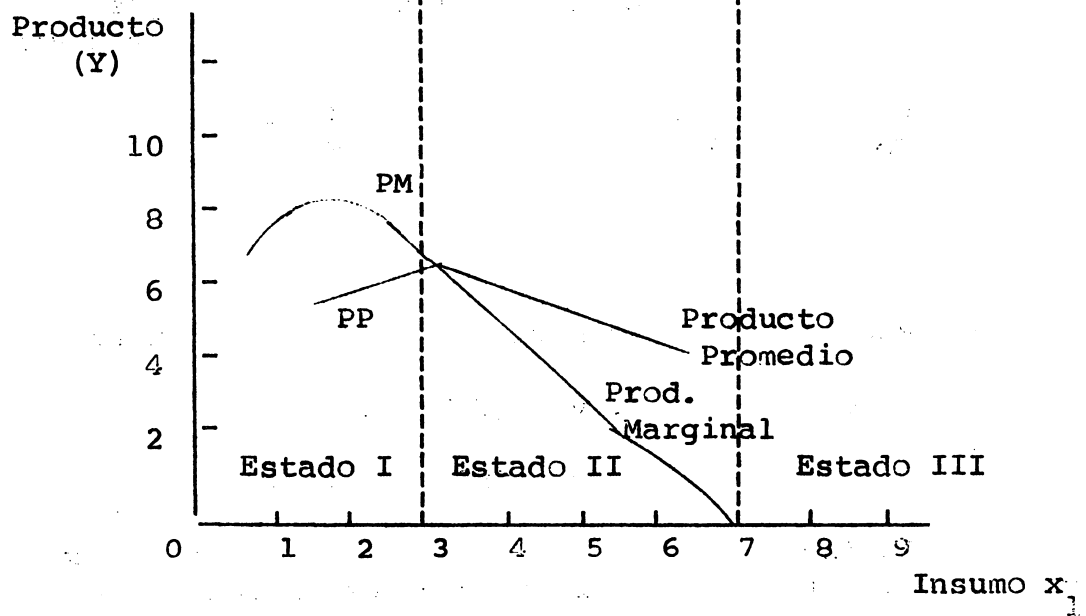 Producto
(Y)
10
8
6
4
2
PM
PP
Producto
Promedio
Prod.
Marginal
Estado I
Estado II
Estado III
0 1 2 3 4 5 6 7 8 9
Insumo x1